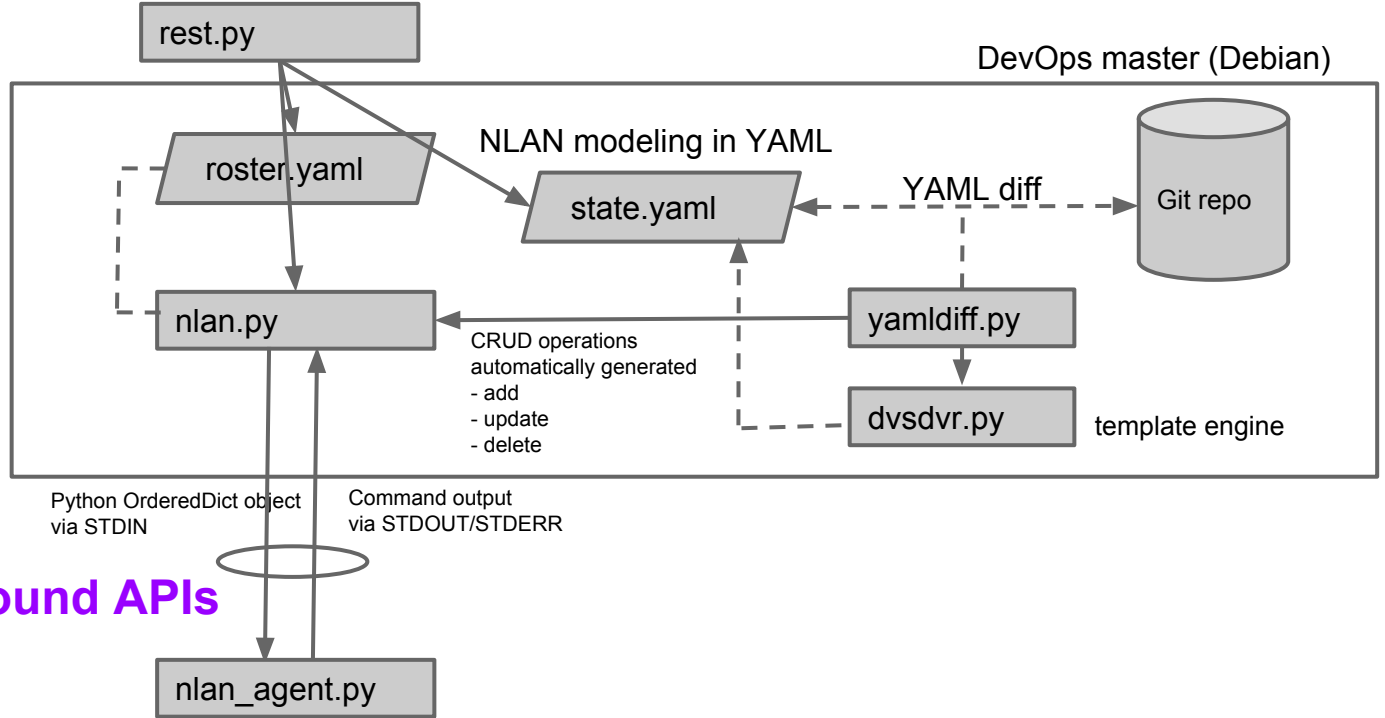 rest.py
DevOps master (Debian)
NLAN modeling in YAML
roster.yaml
state.yaml
YAML diff
Git repo
nlan.py
yamldiff.py
CRUD operations
automatically generated
- add
- update
- delete
dvsdvr.py
template engine
Python OrderedDict object
via STDIN
Command output
via STDOUT/STDERR
ound APIs
nlan_agent.py